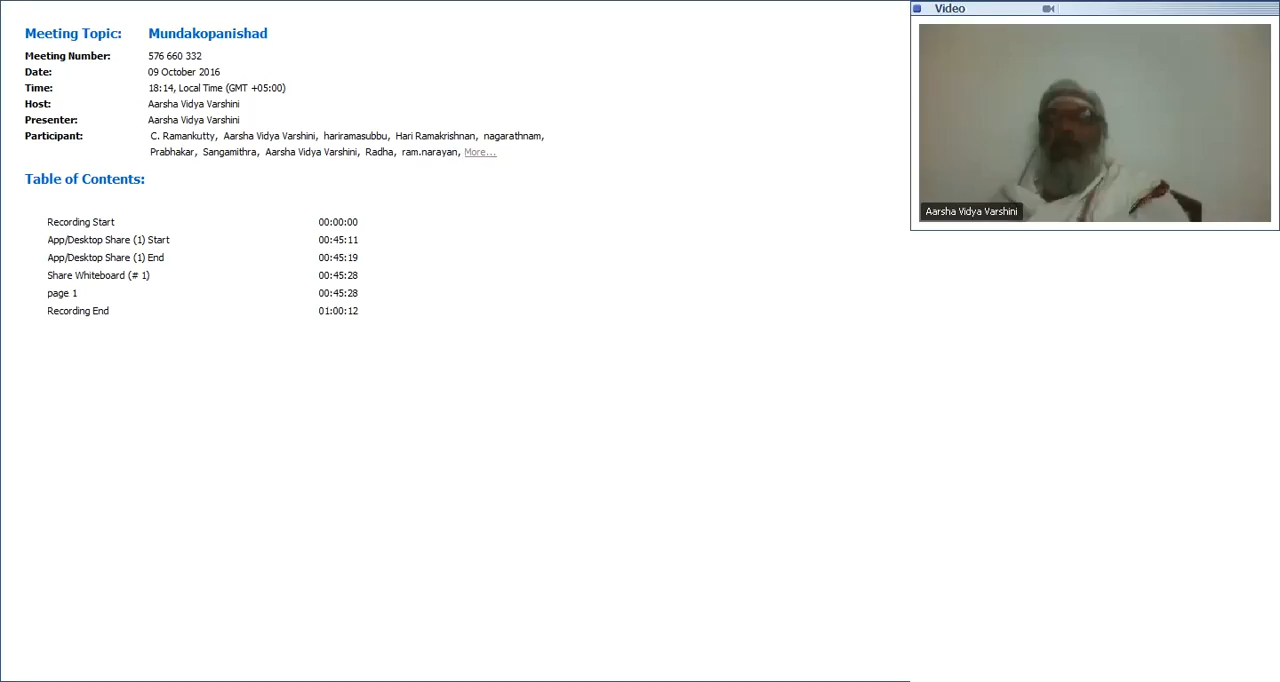 Meeting Topic: Mundakopanishad
Meeting Number: 576 660 332
Date: 09 October 2016
Time: 18:14, Local Time (GMT +05:00)
Host: Aarsha Vidya Varshini
Presenter: Aarsha Vidya Varshini
Participant: C. Ramankutty, Aarsha Vidya Varshini, hariramasubbu, Hari Ramakrishnan, nagarathnam,
Prabhakar, Sangamithra, Aarsha Vidya Varshini, Radha, ram.narayan, More...
Table of Contents:
Recording Start 00:00:00
App/Desktop Share (1) Start 00:45:11
App/Desktop Share (1) End 00:45:19
Share Whiteboard (# 1) 00:45:28
page 1 00:45:28
Recording End 01:00:12
Video
Aarsha Vidya Varshini